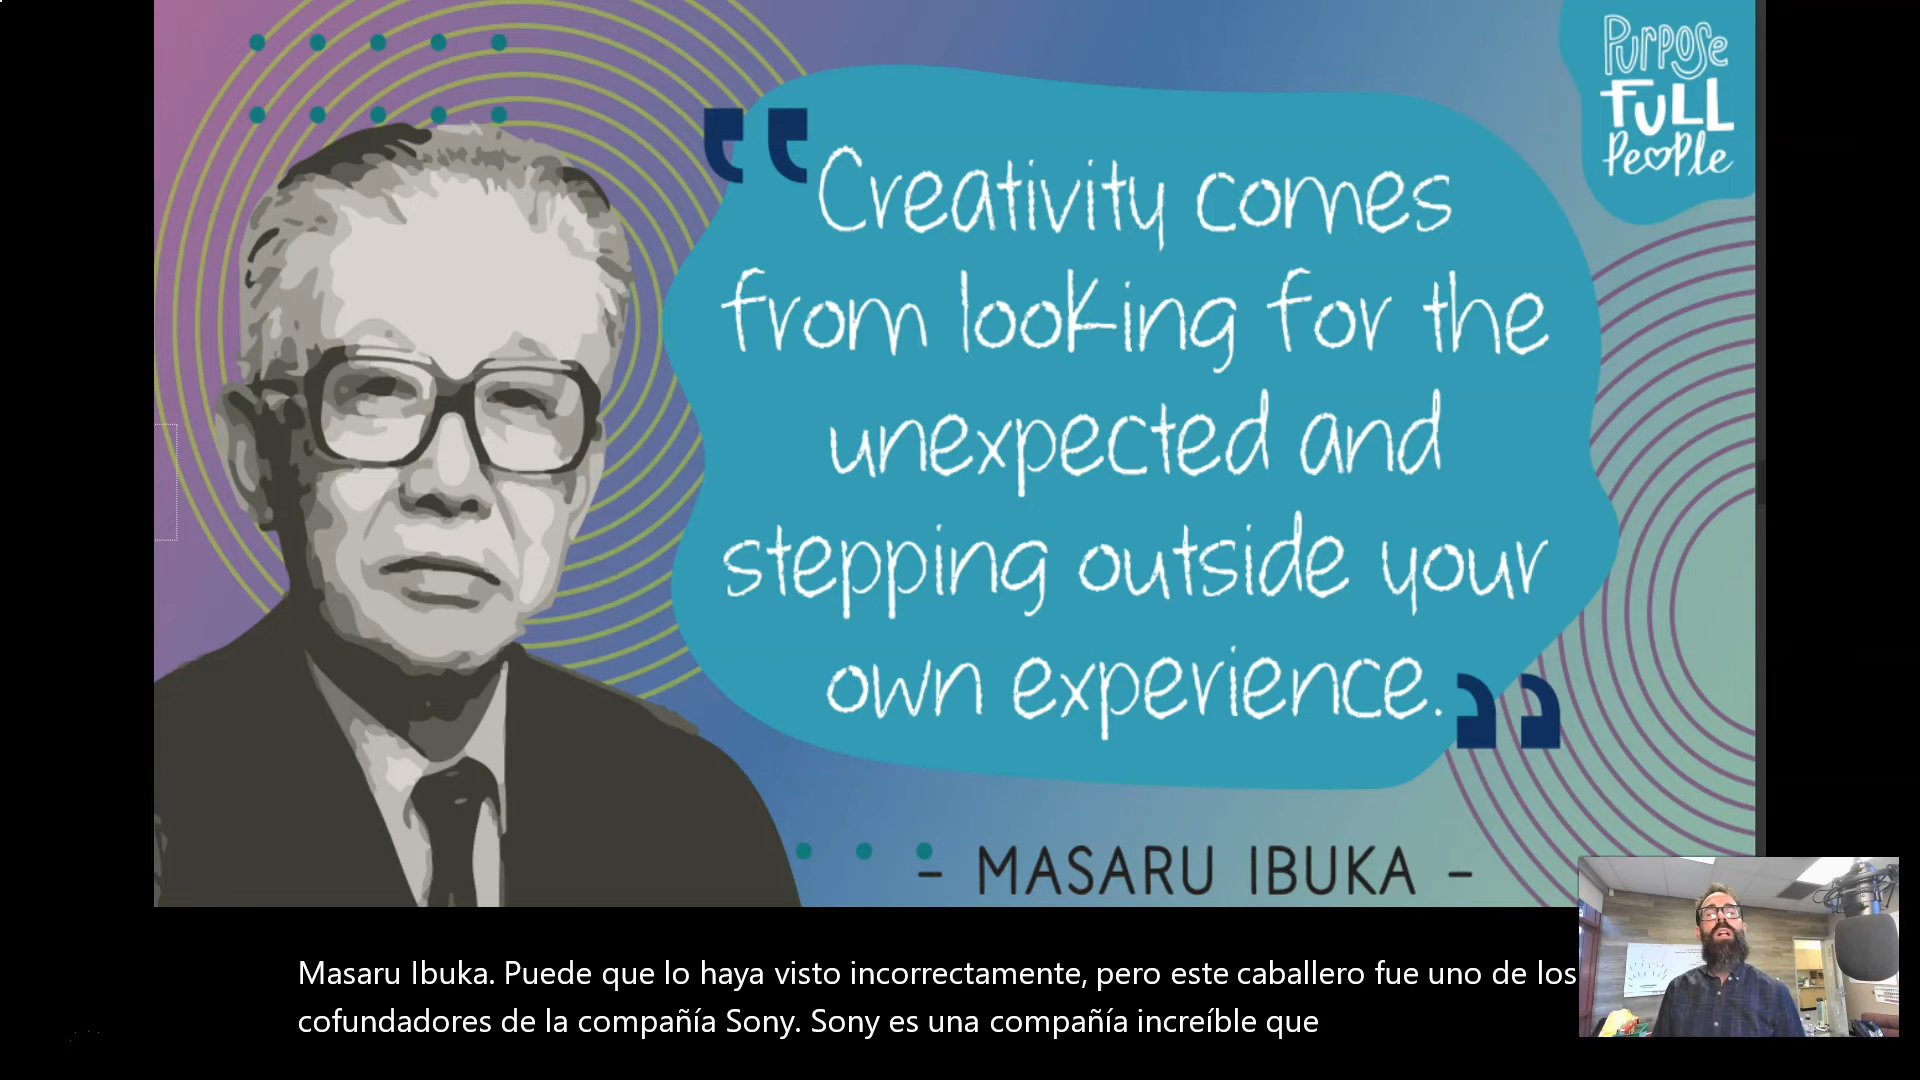 Purpose
FULL
People
“Creativity comes
from looking for the
unexpected and
stepping outside your
own experience.”
- MASARU IBUKA -
Masaru Ibuka. Puede que lo haya visto incorrectamente, pero este caballero fue uno de los
cofundadores de la compañía Sony. Sony es una compañía increíble que